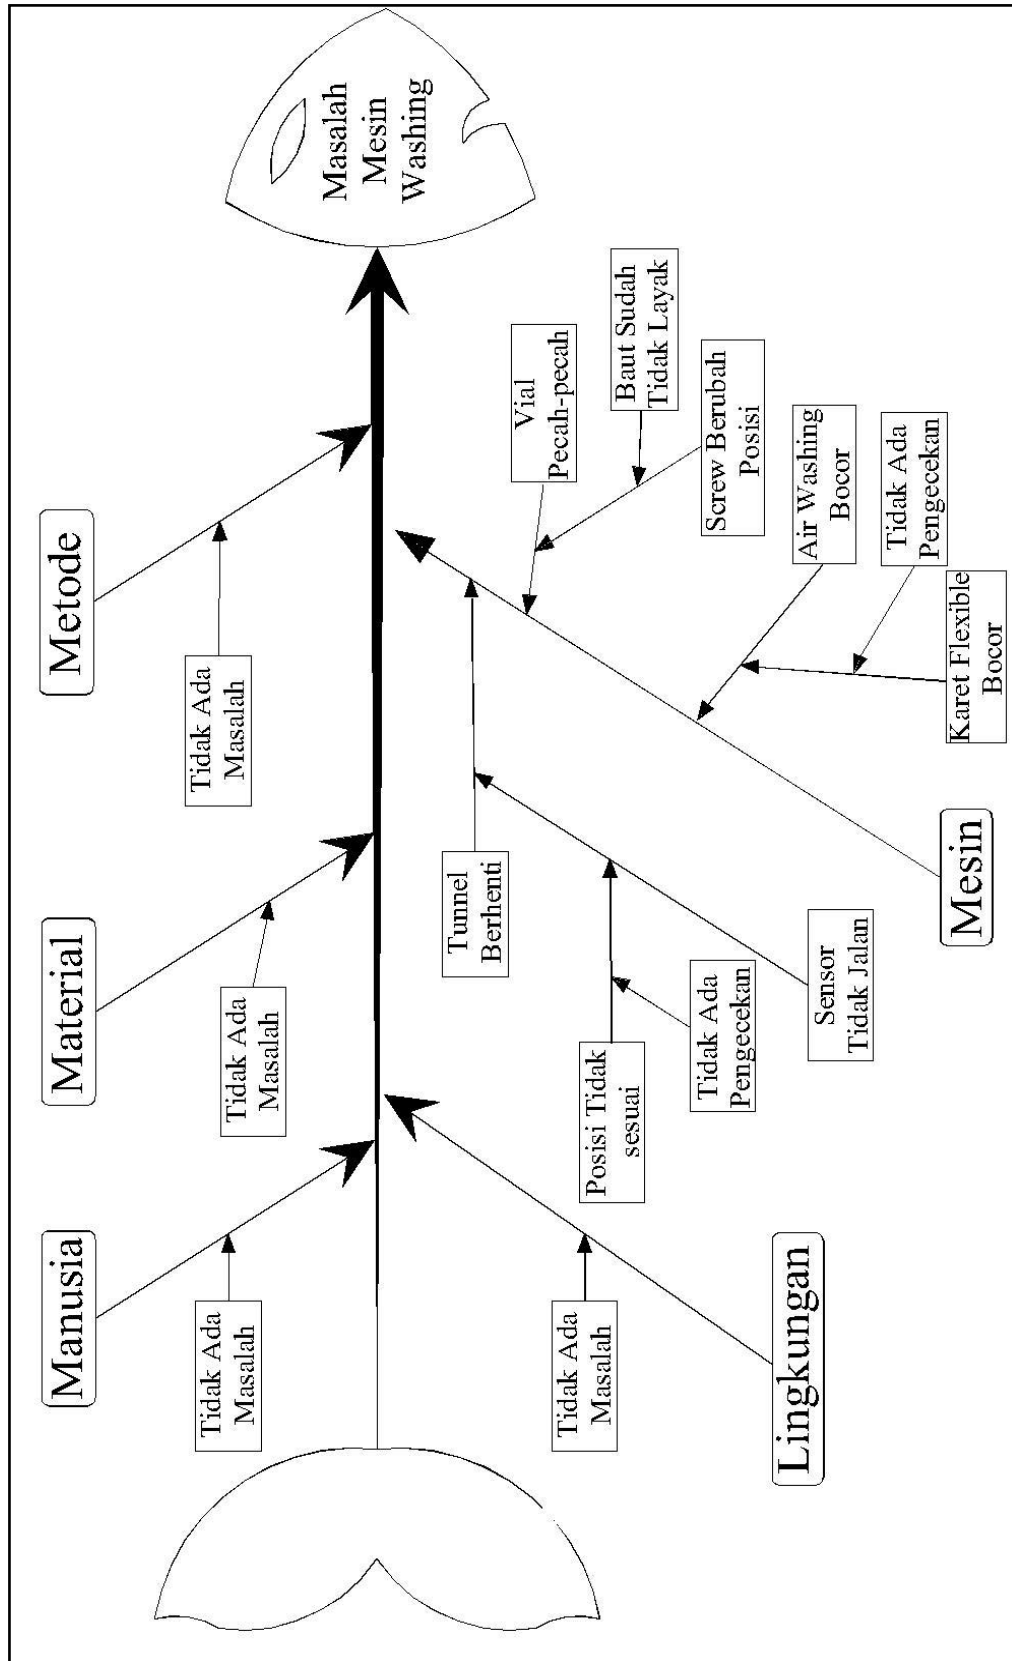 Manusia
Material
Metode
Tidak Ada
Masalah
Tidak Ada
Masalah
Tidak Ada
Masalah
Masalah
Mesin
Washing
Tunnel
Berhenti
Vial
Pecah-pecah
Tidak Ada
Masalah
Posisi Tidak
sesuai
Baut Sudah
Tidak Layak
Tidak Ada
Pengecekan
Screw Berubah
Posisi
Sensor
Tidak Jalan
Air Washing
Bocor
Tidak Ada
Pengecekan
Karet Flexible
Bocor
Lingkungan
Mesin